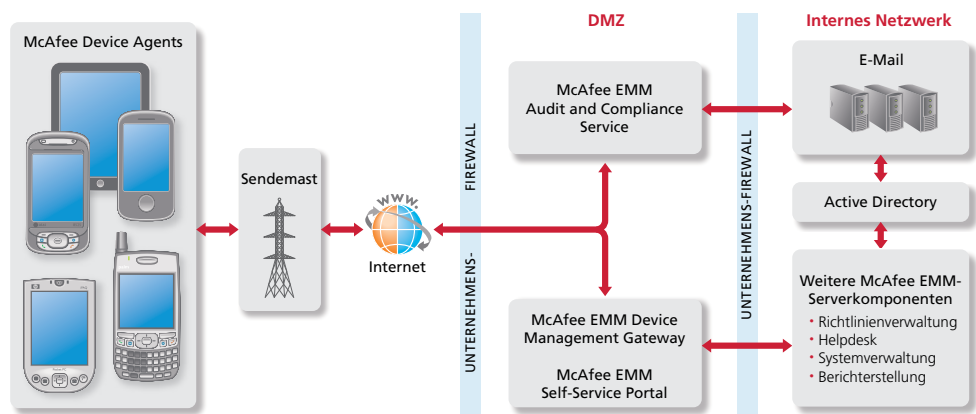 McAfee Device Agents
Sendemast
WWW.
Internet
UNTERNEHMENS- FIREWALL
DMZ
McAfee EMM
Audit and Compliance
Service
McAfee EMM Device
Management Gateway
McAfee EMM
Self-Service Portal
UNTERNEHMENS-FIREWALL
Internes Netzwerk
E-Mail
Active Directory
Weitere McAfee EMM-
Serverkomponenten
• Richtlinienverwaltung
• Helpdesk
• Systemverwaltung
• Berichterstellung